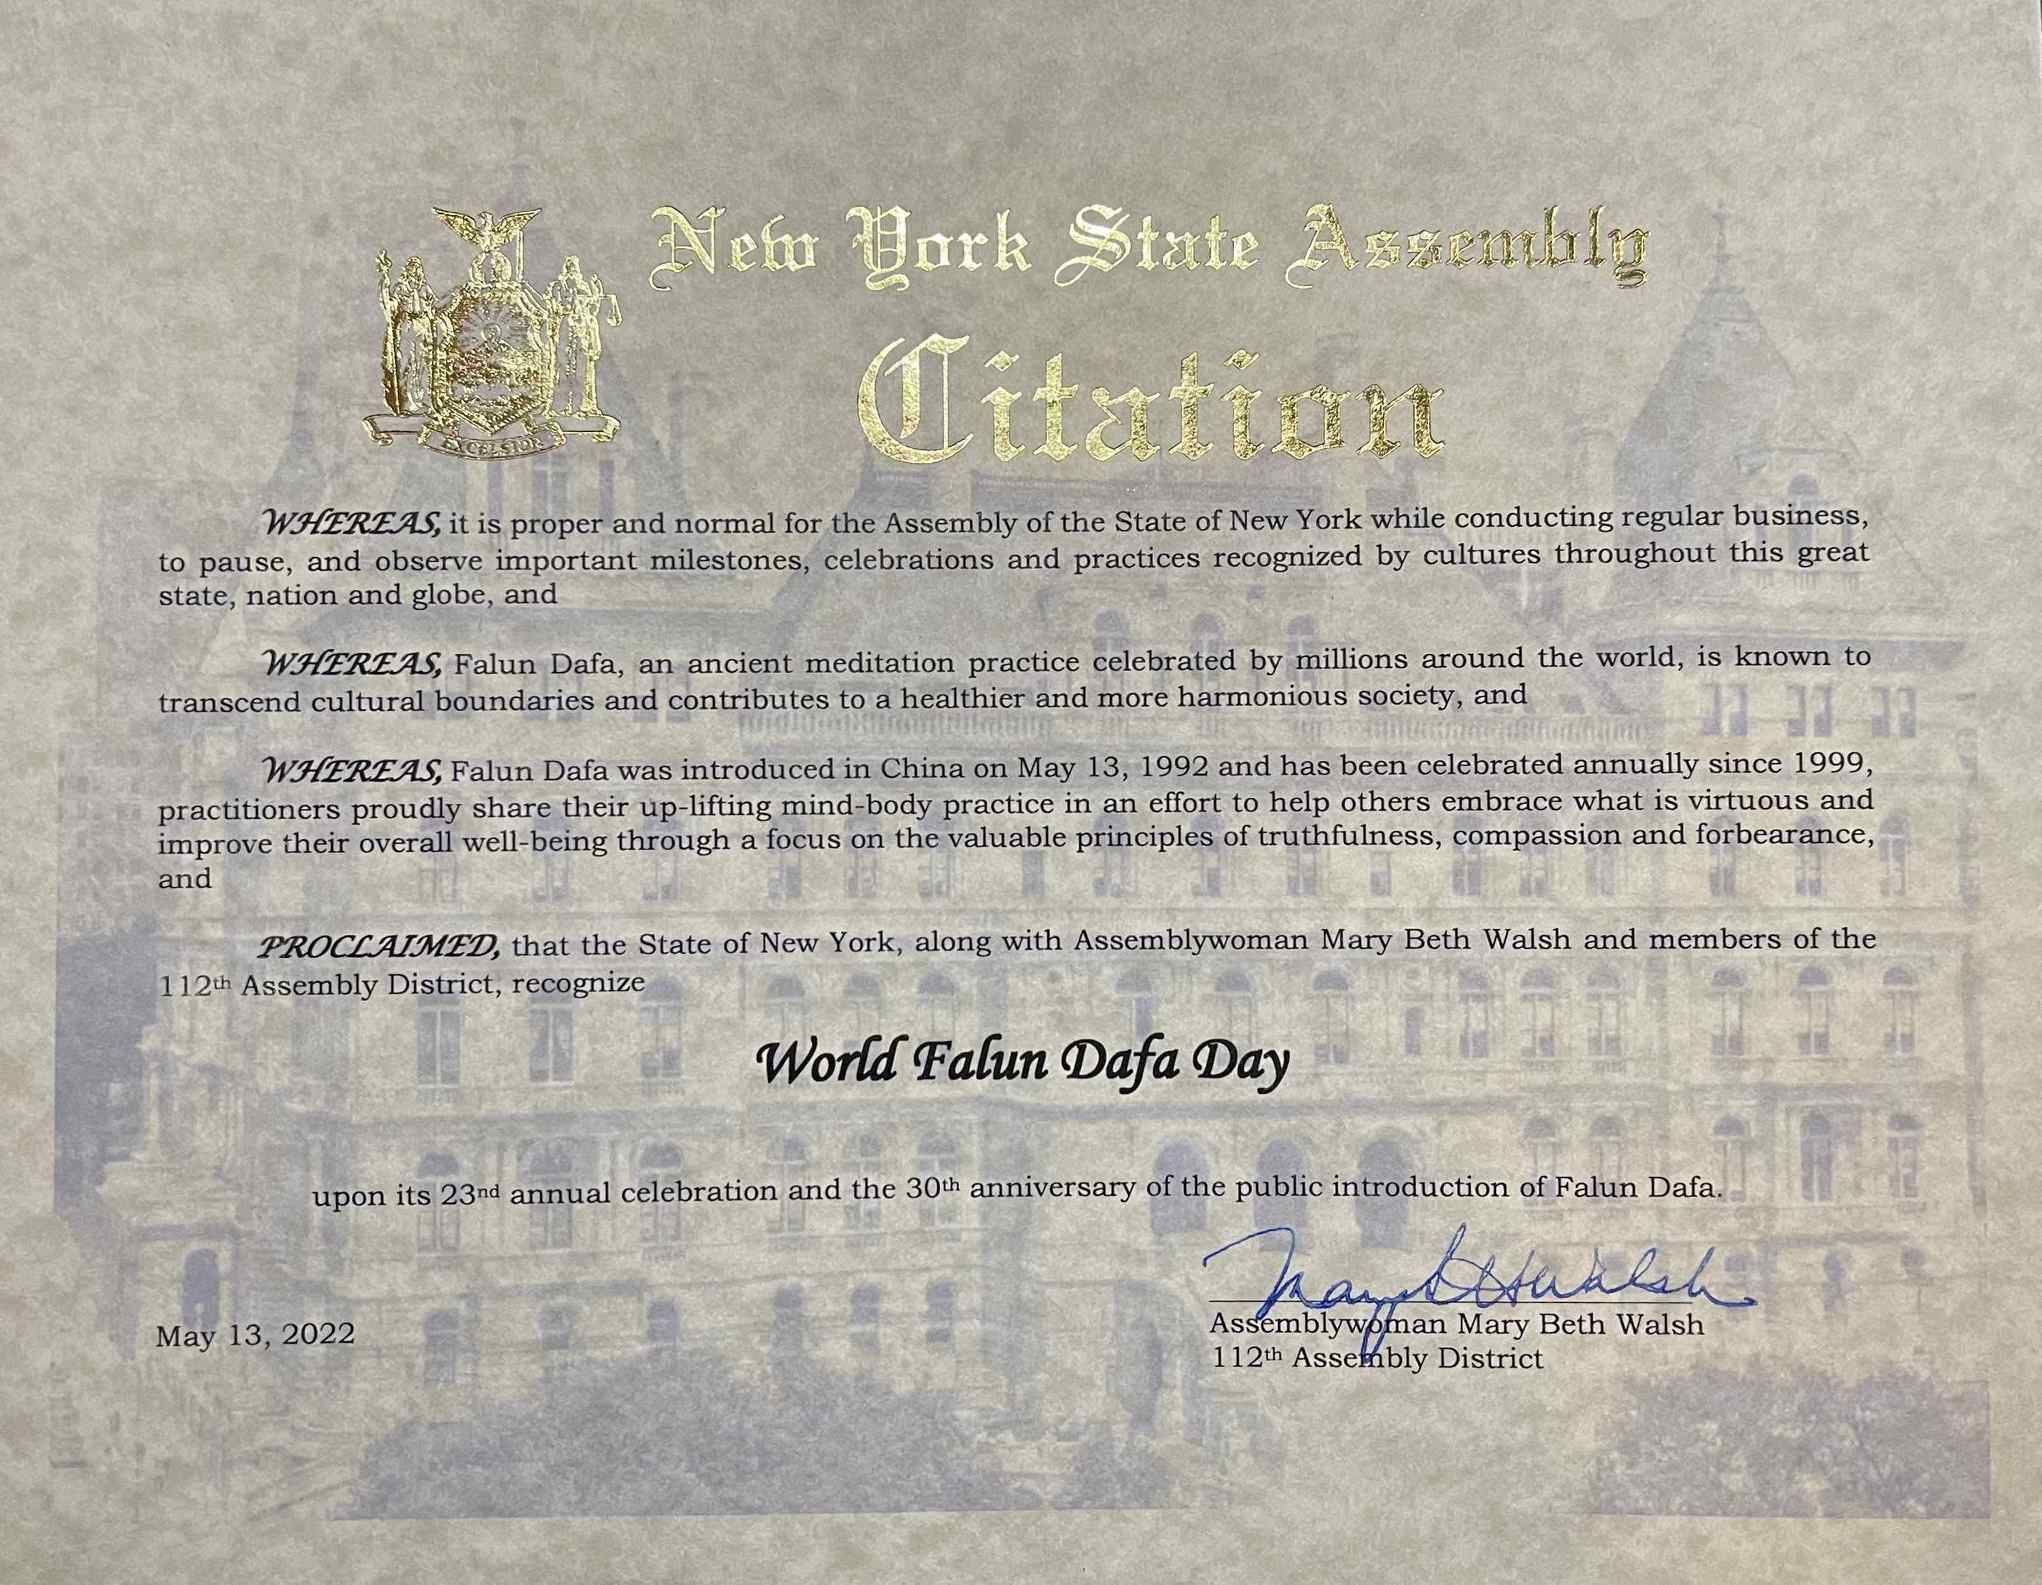 New York State Assembly
Citation
EXCELSIOR
WHEREAS, it is proper and normal for the Assembly of the State of New York while conducting regular business,
to pause, and observe important milestones, celebrations and practices recognized by cultures throughout this great
state, nation and globe, and
WHEREAS, Falun Dafa, an ancient meditation practice celebrated by millions around the world, is known to
transcend cultural boundaries and contributes to a healthier and more harmonious society, and
WHEREAS, Falun Dafa was introduced in China on May 13, 1992 and has been celebrated annually since 1999,
practitioners proudly share their up-lifting mind-body practice in an effort to help others embrace what is virtuous and
improve their overall well-being through a focus on the valuable principles of truthfulness, compassion and forbearance,
and
PROCLAIMED, that the State of New York, along with Assemblywoman Mary Beth Walsh and members of the
112th Assembly District, recognize
World Falun Dafa Day
upon its 23nd annual celebration and the 30th anniversary of the public introduction of Falun Dafa.
Mary Beth Walsh
May 13, 2022
Assemblywoman Mary Beth Walsh
112th Assembly District